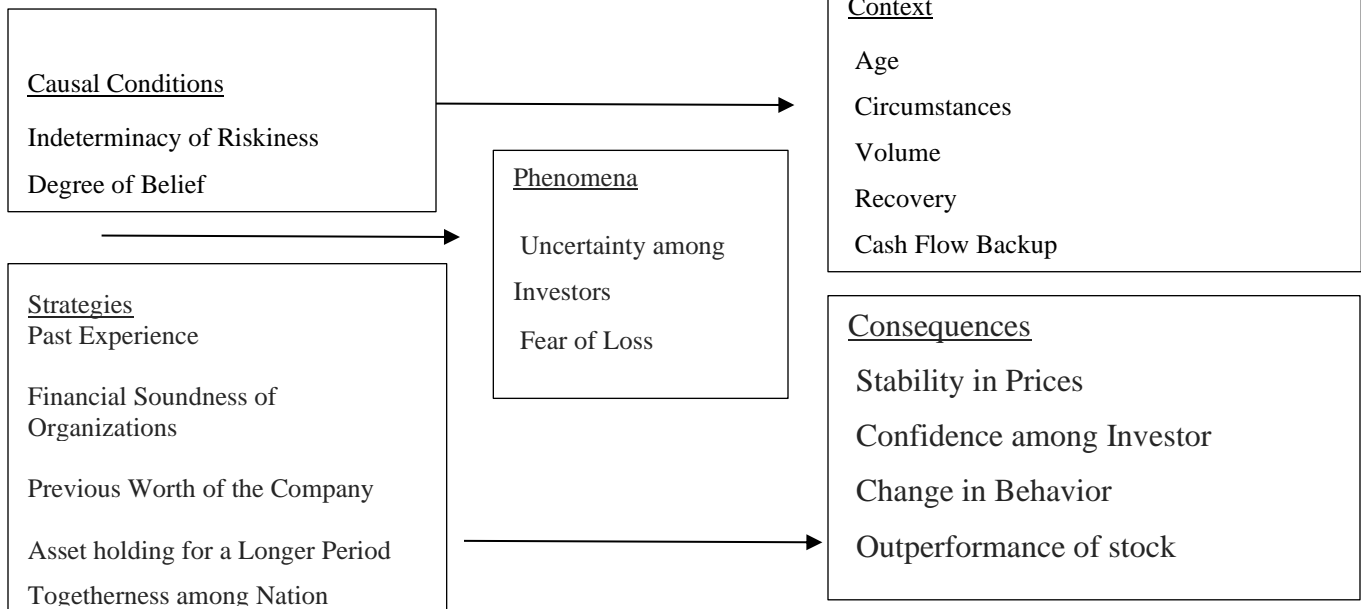 Causal Conditions
Indeterminacy of Riskiness
Degree of Belief
Context
Age
Circumstances
Volume
Recovery
Cash Flow Backup
Phenomena
Uncertainty among
Investors
Fear of Loss
Strategies
Past Experience
Financial Soundness of
Organizations
Previous Worth of the Company
Asset holding for a Longer Period
Togetherness among Nation
Consequences
Stability in Prices
Confidence among Investor
Change in Behavior
Outperformance of stock